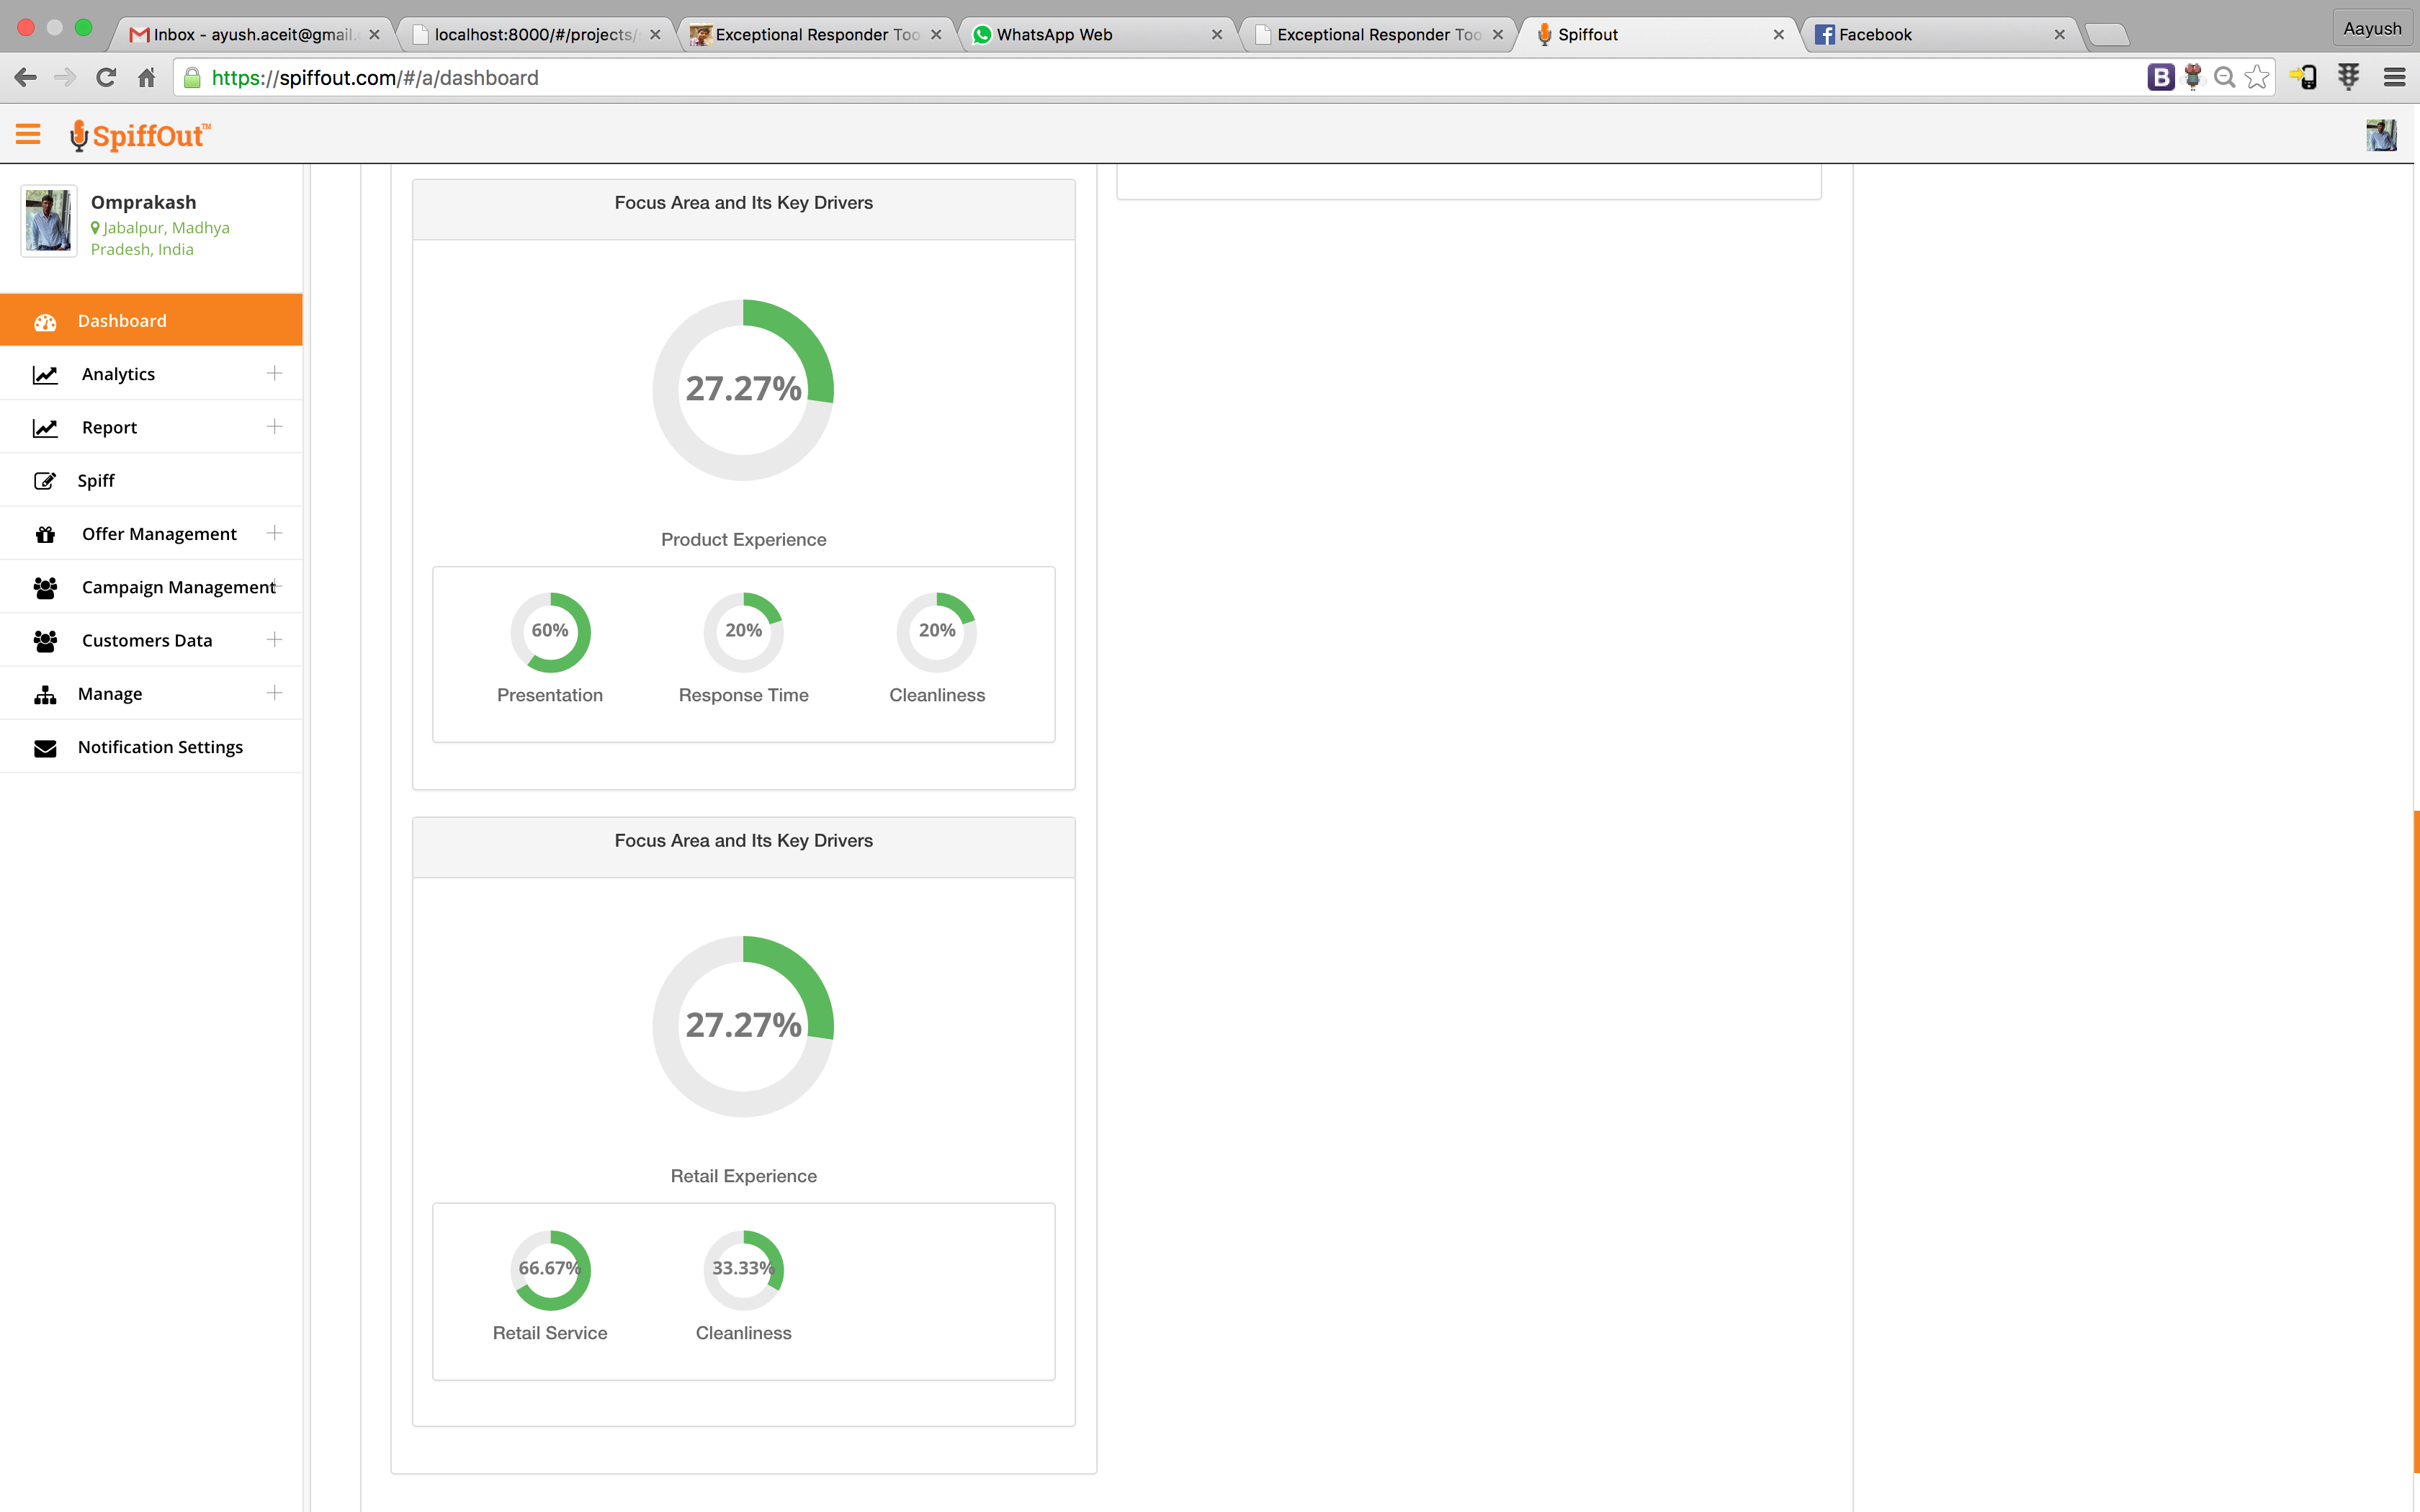 Inbox - ayush.aceit@gmail.
localhost:8000/#/projects/
Exceptional Responder Too
WhatsApp Web
Exceptional Responder Too
Spiffout
Facebook
Aayush
https://spiffout.com/#/a/dashboard
B
SpiffOut™
Omprakash
Jabalpur, Madhya
Pradesh, India
Dashboard
Analytics
Report
Spiff
Offer Management
Campaign Management
Customers Data
Manage
Notification Settings
Focus Area and Its Key Drivers
27.27%
Product Experience
60% 20% 20%
Presentation Response Time Cleanliness
Focus Area and Its Key Drivers
27.27%
Retail Experience
66.67% 33.33%
Retail Service Cleanliness